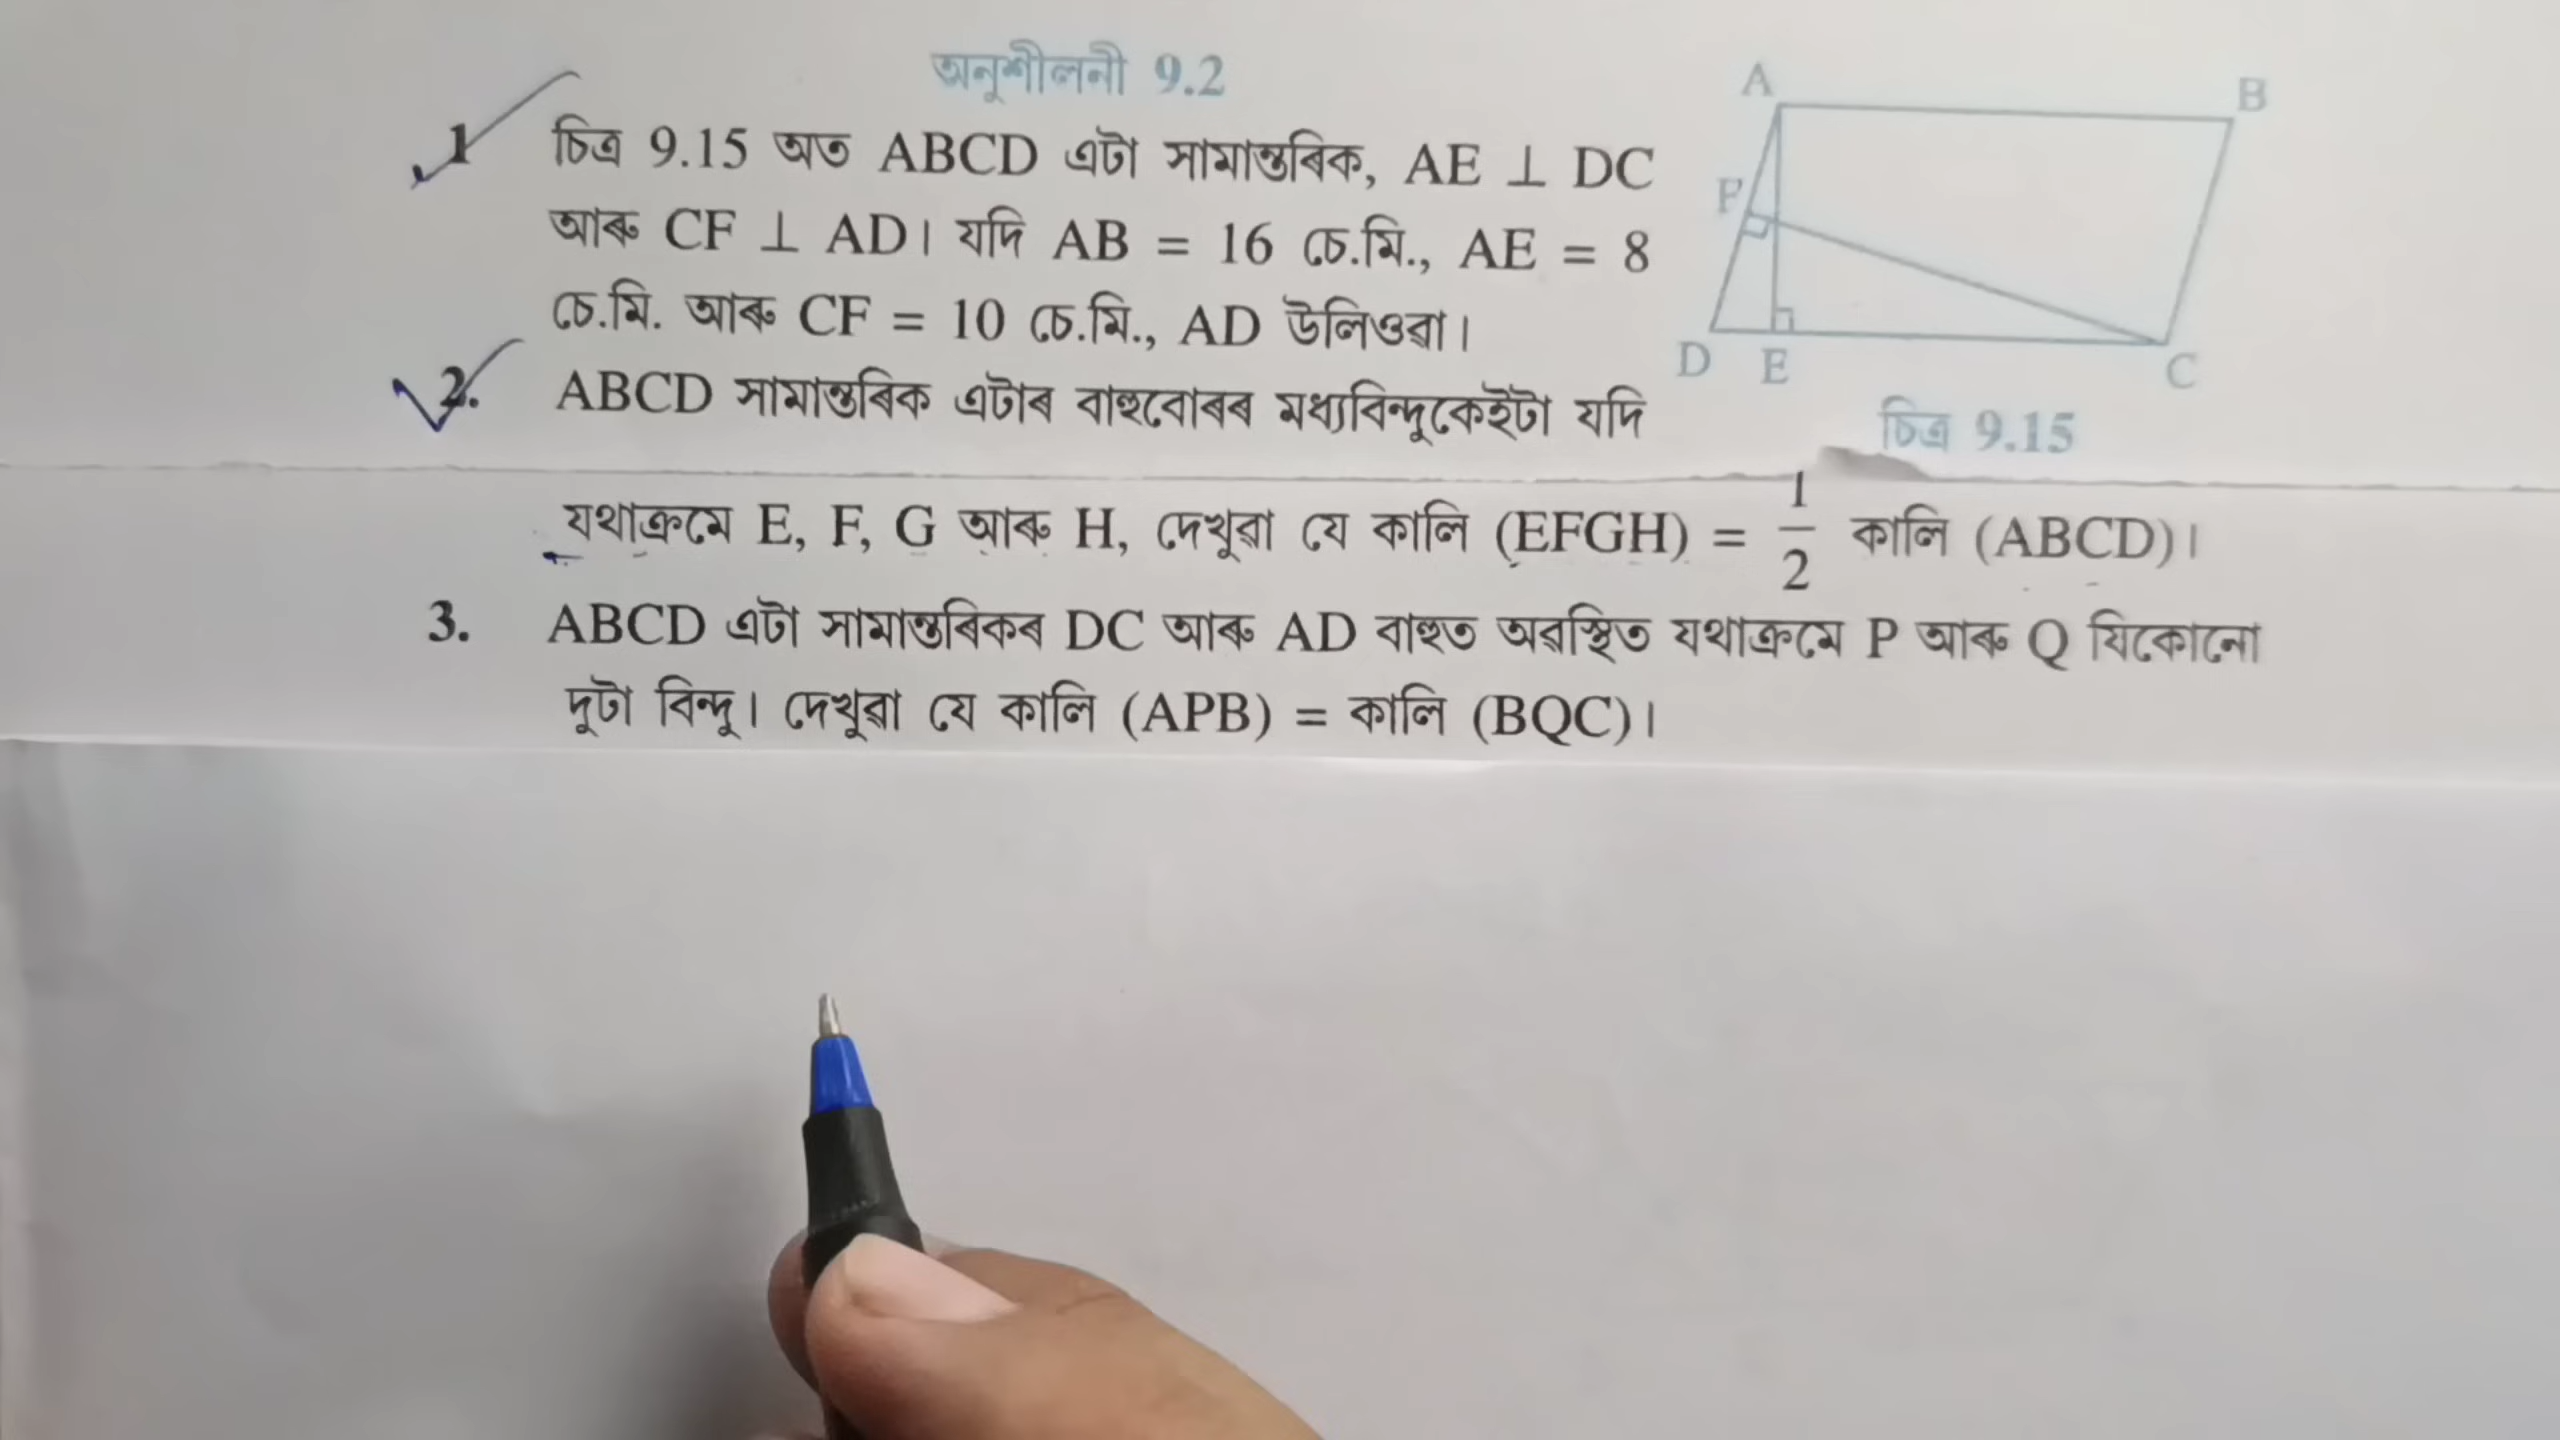 অনুশীলনী 9.2
1 চিত্ৰ 9.15 অত ABCD এটা সামান্তৰিক, AE ⊥ DC
আৰু CF ⊥ AD। যদি AB = 16 চে.মি., AE = 8
চে.মি. আৰু CF = 10 চে.মি., AD উলিওৱা।
A
B
F
D
E
C
চিত্ৰ 9.15
2. ABCD সামান্তৰিক এটাৰ বাহুবোৰৰ মধ্যবিন্দুকেইটা যদি
যথাক্ৰমে E, F, G আৰু H, দেখুৱা যে কালি (EFGH) = 1/2 কালি (ABCD)।
3. ABCD এটা সামান্তৰিকৰ DC আৰু AD বাহুত অৱস্থিত যথাক্ৰমে P আৰু Q যিকোনো
দুটা বিন্দু। দেখুৱা যে কালি (APB) = কালি (BQC)।